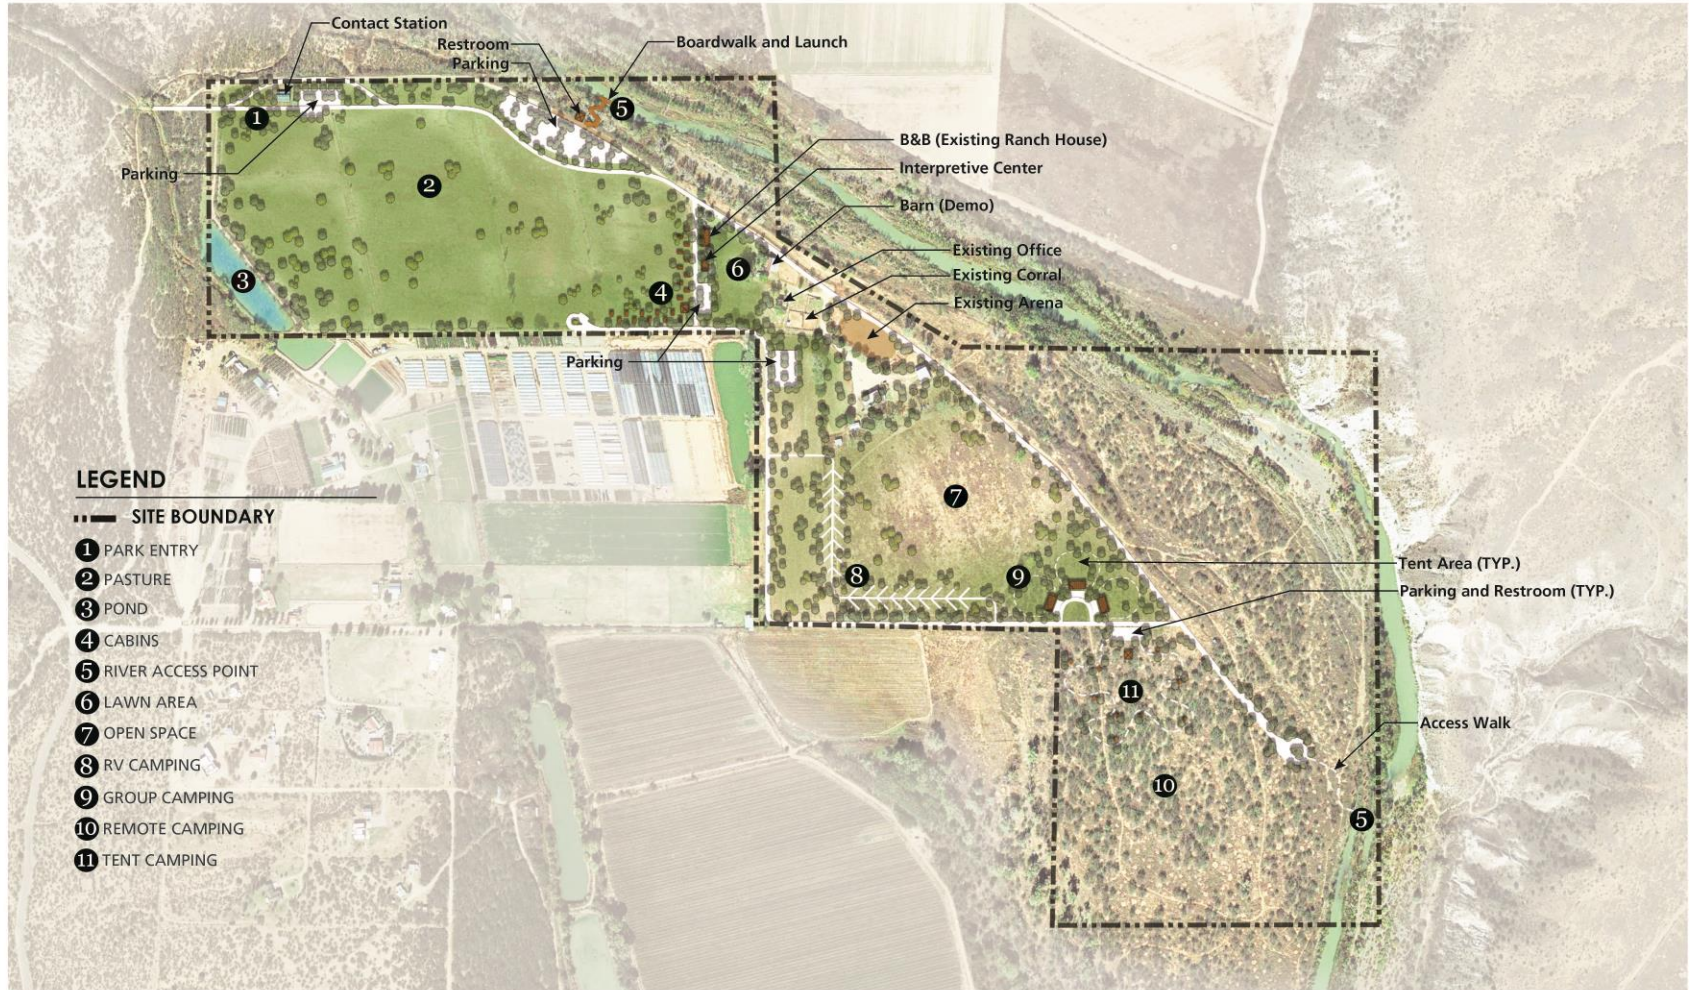 Contact Station
Restroom
Parking
Boardwalk and Launch
5
1
Parking
2
B&B (Existing Ranch House)
Interpretive Center
Barn (Demo)
3
4
6
Existing Office
Existing Corral
Existing Arena
Parking
7
8
9
Tent Area (TYP.)
Parking and Restroom (TYP.)
11
10
Access Walk
5
LEGEND
SITE BOUNDARY
1 PARK ENTRY
2 PASTURE
3 POND
4 CABINS
5 RIVER ACCESS POINT
6 LAWN AREA
7 OPEN SPACE
8 RV CAMPING
9 GROUP CAMPING
10 REMOTE CAMPING
11 TENT CAMPING